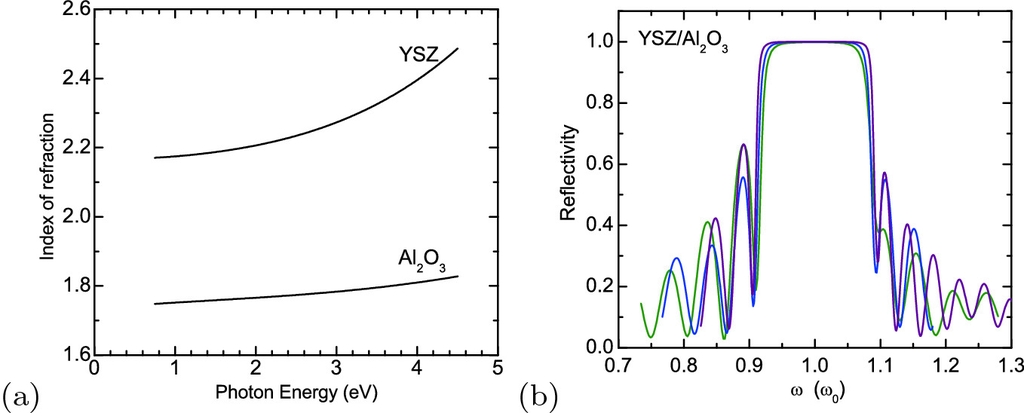 2.6
2.4
2.2
2.0
1.8
1.6
Index of refraction
YSZ
Al2O3
0 1 2 3 4 5
Photon Energy (eV)
(a)
YSZ/Al2O3
1.0
0.8
0.6
0.4
0.2
0.0
Reflectivity
0.7 0.8 0.9 1.0 1.1 1.2 1.3
ω (ω0)
(b)